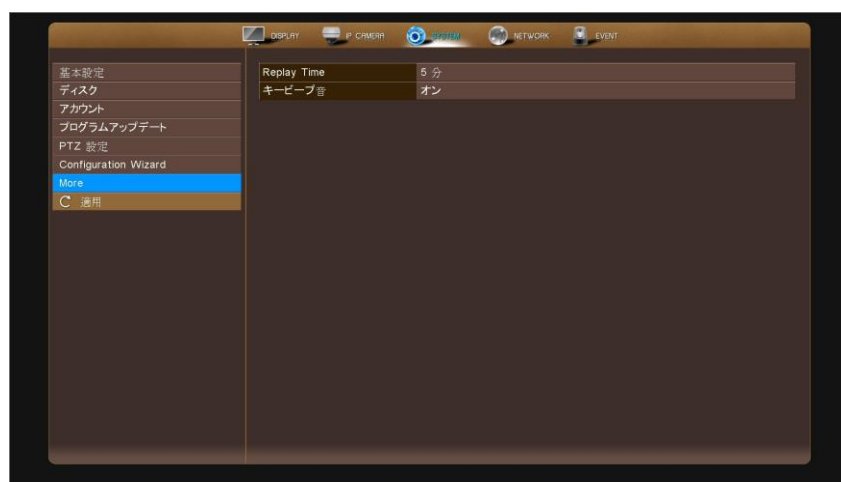 DISPLAY IP CAMERA SYSTEM NETWORK EVENT
基本設定
ディスク
アカウント
プログラムアップデート
PTZ 設定
Configuration Wizard
More
適用
Replay Time 5 分
キービープ音 オン